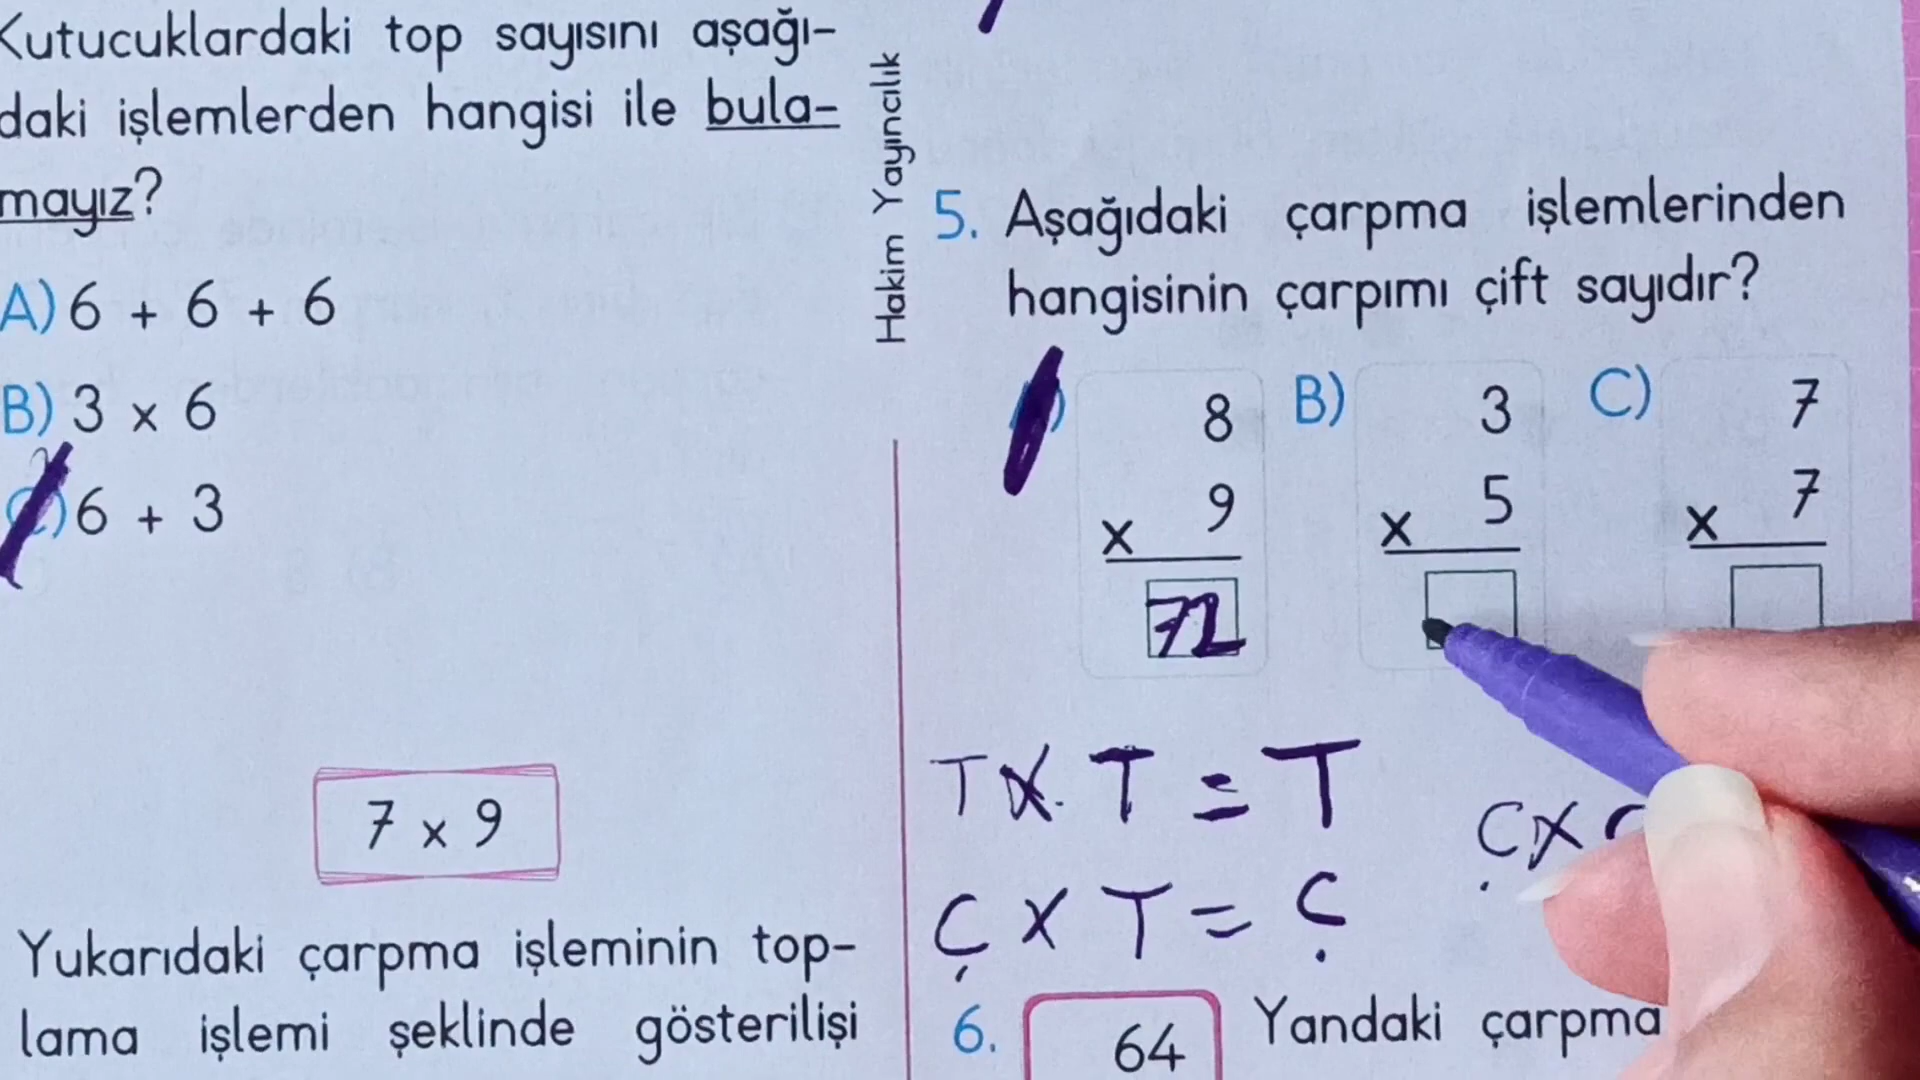 Kutucuklardaki top sayısını aşağı-
daki işlemlerden hangisi ile bula-
mayız?
A) 6 + 6 + 6
B) 3 x 6
C) 6 + 3
7 x 9
Yukarıdaki çarpma işleminin top-
lama işlemi şeklinde gösterilişi
Hakim Yayıncılık
5. Aşağıdaki çarpma işlemlerinden
hangisinin çarpımı çift sayıdır?
8
x 9
72
B) 3
x 5
C) 7
x 7
T x T = T
Ç x T = Ç
Ç x
6. 64
Yandaki çarpma